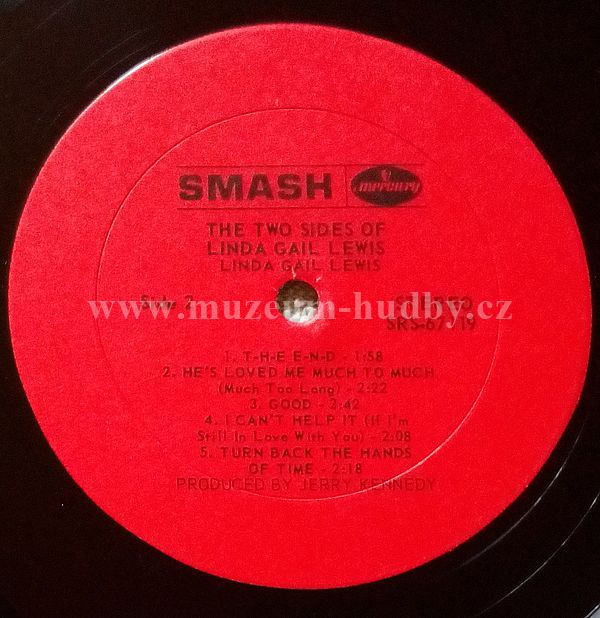 SMASH mercury
THE TWO SIDES OF
LINDA GAIL LEWIS
LINDA GAIL LEWIS
Side 2
STEREO
www.muzeum-hudby.cz
1. T-H-E E-N-D - 1:58
2. HE'S LOVED ME MUCH TO MUCH
(Much Too Long) - 2:22
3. GOOD - 2:42
4. I CAN'T HELP IT (If I'm
Still In Love With You) - 2:08
5. TURN BACK THE HANDS
OF TIME - 2:18
PRODUCED BY JERRY KENNEDY